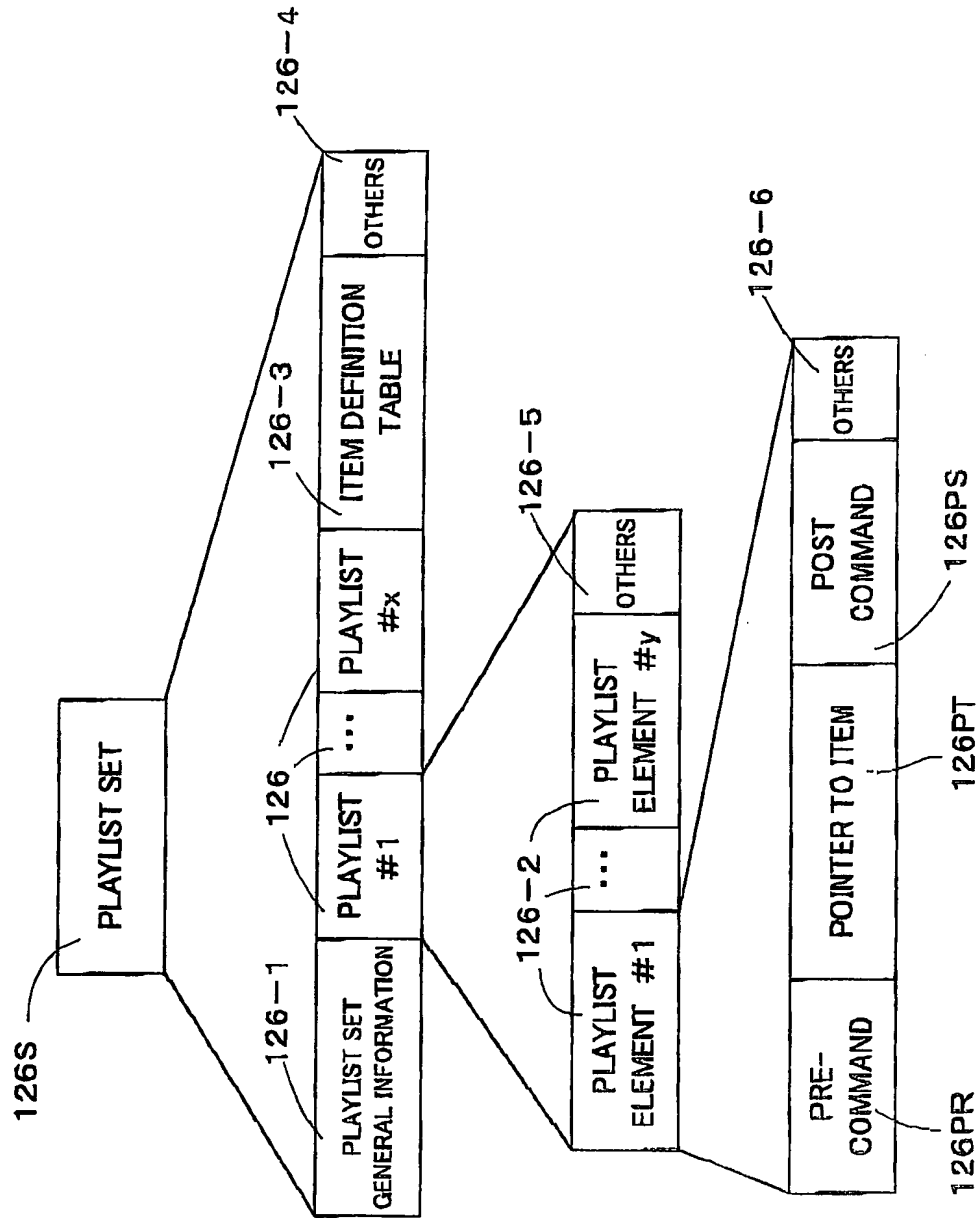 126S
PLAYLIST SET
126-1
126
126-3
126-4
PLAYLIST SET
GENERAL INFORMATION
PLAYLIST
#1
...
PLAYLIST
#x
ITEM DEFINITION
TABLE
OTHERS
126-2
126-5
PLAYLIST
ELEMENT #1
...
PLAYLIST
ELEMENT #y
OTHERS
126-6
PRE-
COMMAND
POINTER TO ITEM
POST
COMMAND
OTHERS
126PR
126PT
126PS